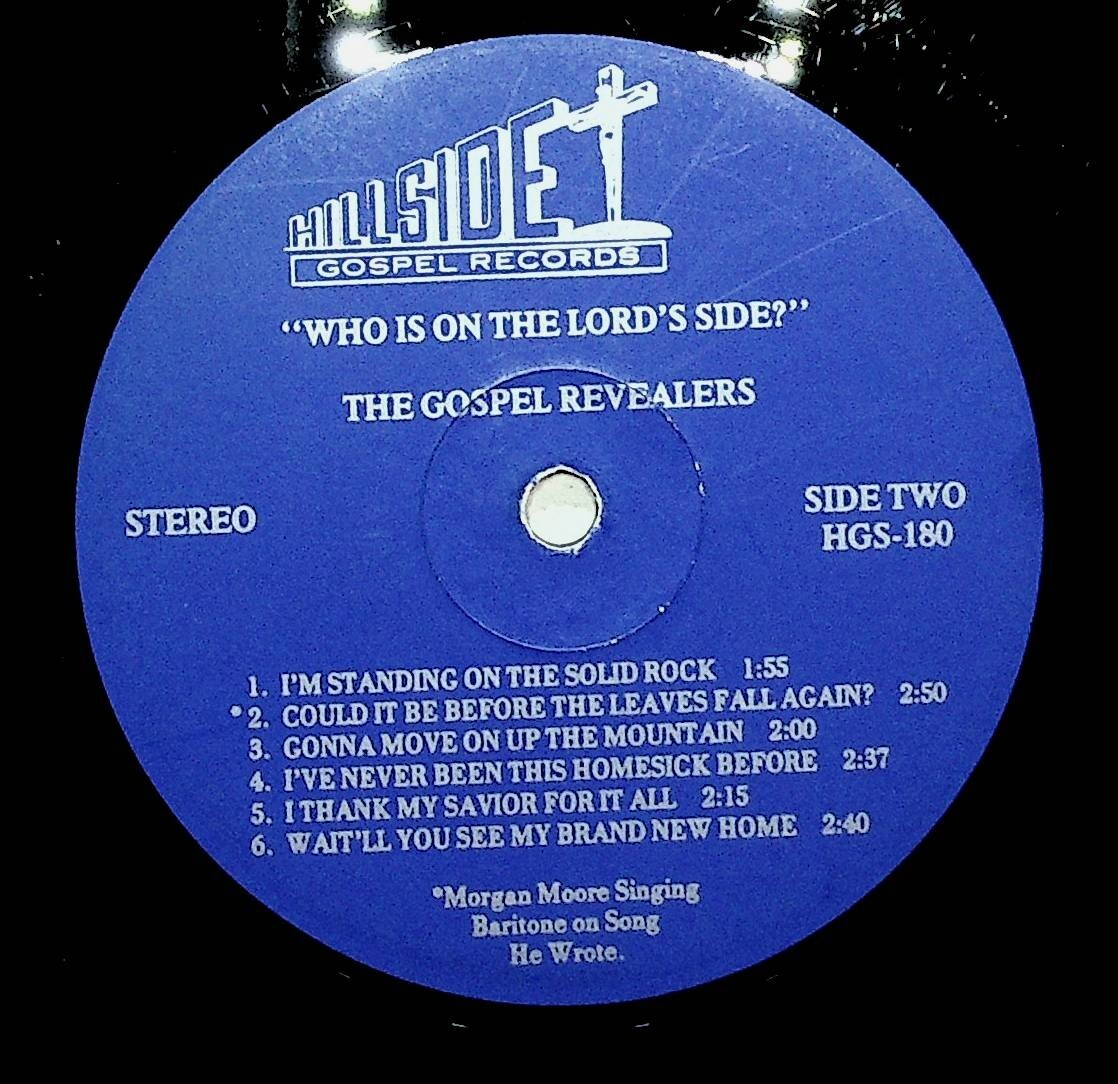 HILLSIDE
GOSPEL RECORDS
“WHO IS ON THE LORD’S SIDE?”
THE GOSPEL REVEALERS
STEREO
SIDE TWO
HGS-180
1. I’M STANDING ON THE SOLID ROCK 1:55
*2. COULD IT BE BEFORE THE LEAVES FALL AGAIN? 2:50
3. GONNA MOVE ON UP THE MOUNTAIN 2:00
4. I’VE NEVER BEEN THIS HOMESICK BEFORE 2:37
5. I THANK MY SAVIOR FOR IT ALL 2:15
6. WAIT’LL YOU SEE MY BRAND NEW HOME 2:40
*Morgan Moore Singing
Baritone on Song
He Wrote.